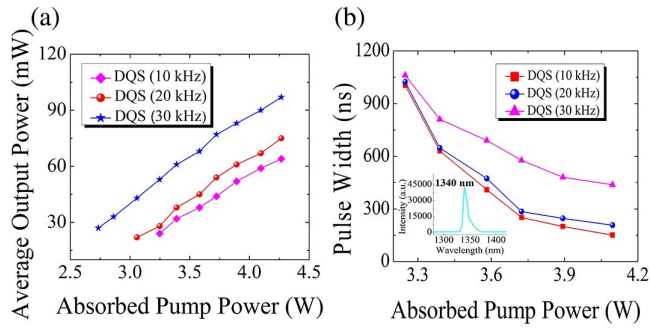 (a)
Average Output Power (mW)
120
90
60
30
DQS (10 kHz)
DQS (20 kHz)
DQS (30 kHz)
2.5 3.0 3.5 4.0 4.5
Absorbed Pump Power (W)
(b)
Pulse Width (ns)
1200
900
600
300
0
DQS (10 kHz)
DQS (20 kHz)
DQS (30 kHz)
1340 nm
Intensity (a.u.)
45000
30000
15000
0
1300 1350 1400
Wavelength (nm)
3.3 3.6 3.9 4.2
Absorbed Pump Power (W)